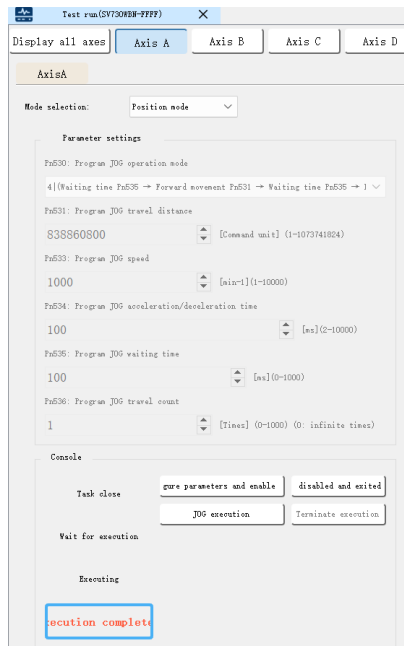 Test run(SV730WBN-FFFF)
Display all axes Axis A Axis B Axis C Axis D
AxisA
Mode selection: Position mode
Parameter settings
Pn530: Program JOG operation mode
4|(Waiting time Pn535 → Forward movement Pn531 → Waiting time Pn535 →
Pn531: Program JOG travel distance
838860800 [Command unit] (1-1073741824)
Pn533: Program JOG speed
1000 [min-1](1-10000)
Pn534: Program JOG acceleration/deceleration time
100 [ms](2-10000)
Pn535: Program JOG waiting time
100 [ms](0-1000)
Pn536: Program JOG travel count
1 [Times] (0-1000) (0: infinite times)
Console
Task close gure parameters and enable disabled and exited
JOG execution Terminate execution
Wait for execution
Executing
ecution complete